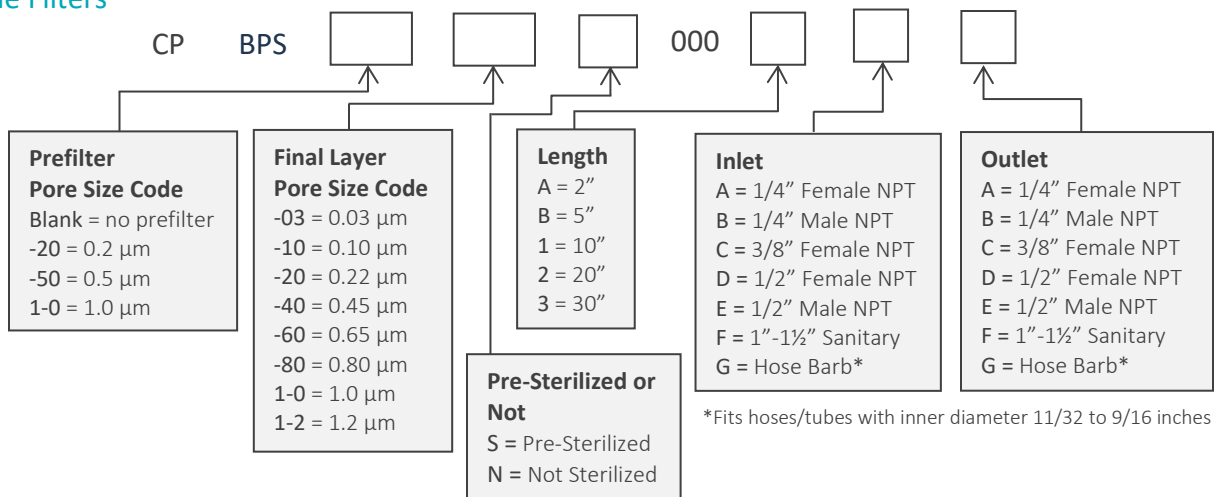 Filters
CP BPS 000
Prefilter
Pore Size Code
Blank = no prefilter
-20 = 0.2 µm
-50 = 0.5 µm
1-0 = 1.0 µm
Final Layer
Pore Size Code
-03 = 0.03 µm
-10 = 0.10 µm
-20 = 0.22 µm
-40 = 0.45 µm
-60 = 0.65 µm
-80 = 0.80 µm
1-0 = 1.0 µm
1-2 = 1.2 µm
Pre-Sterilized or
Not
S = Pre-Sterilized
N = Not Sterilized
Length
A = 2”
B = 5”
1 = 10”
2 = 20”
3 = 30”
Inlet
A = 1/4” Female NPT
B = 1/4” Male NPT
C = 3/8” Female NPT
D = 1/2” Female NPT
E = 1/2” Male NPT
F = 1”-1½” Sanitary
G = Hose Barb*
Outlet
A = 1/4” Female NPT
B = 1/4” Male NPT
C = 3/8” Female NPT
D = 1/2” Female NPT
E = 1/2” Male NPT
F = 1”-1½” Sanitary
G = Hose Barb*
*Fits hoses/tubes with inner diameter 11/32 to 9/16 inches